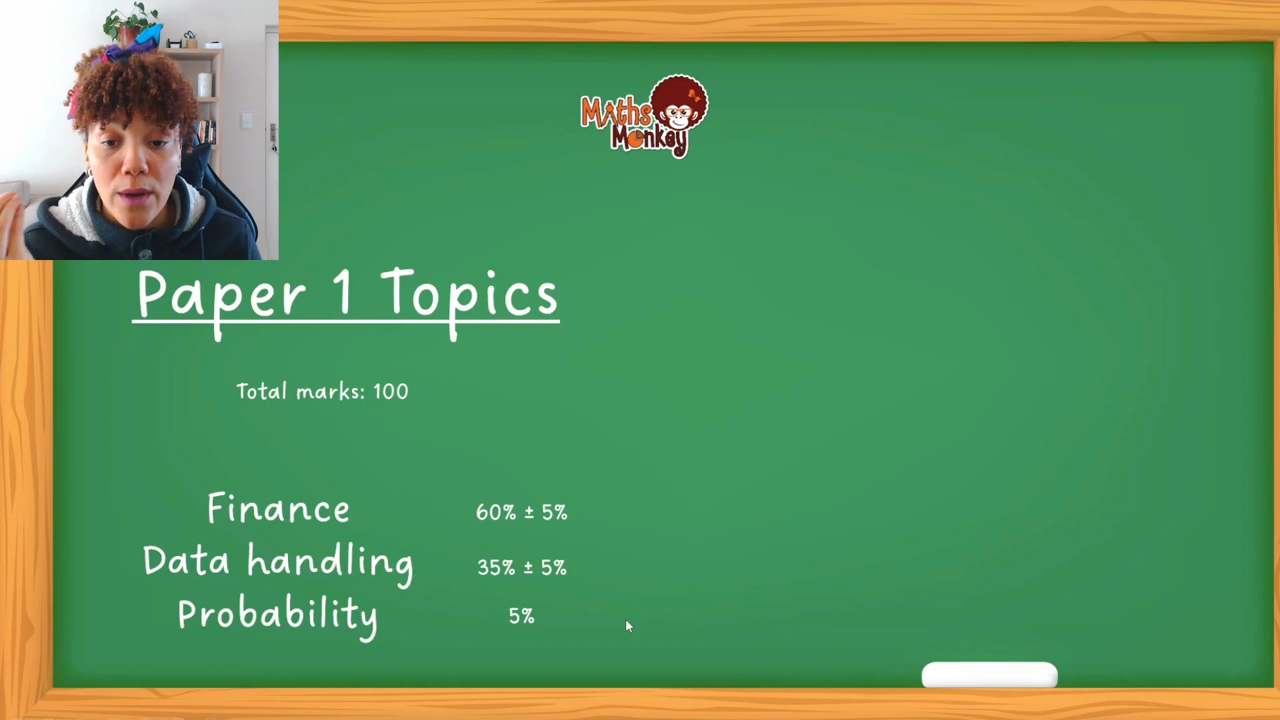 Maths
Monkey
Paper 1 Topics
Total marks: 100
Finance 60% ± 5%
Data handling 35% ± 5%
Probability 5%